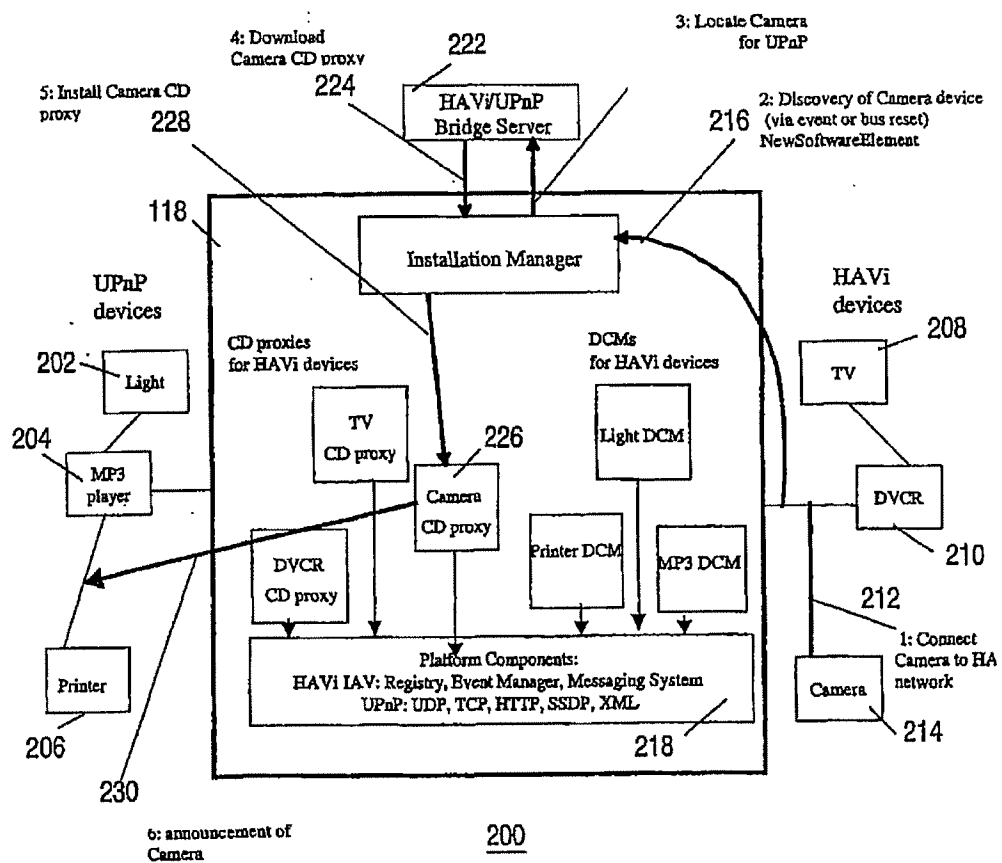 3: Locate Camera
for UPnP
4: Download
Camera CD proxy
222
224
5: Install Camera CD
proxy
228
HAVi/UPnP
Bridge Server
216
2: Discovery of Camera device
(via event or bus reset)
NewSoftwareElement
118
Installation Manager
UPnP
devices
HAVi
devices
202
Light
208
TV
CD proxies
for HAVi devices
DCMs
for HAVi devices
204
MP3
player
TV
CD proxy
226
Camera
CD proxy
Light DCM
DVCR
210
DVCR
CD proxy
Printer DCM
MP3 DCM
212
1: Connect
Camera to HA
network
Printer
206
Platform Components:
HAVi IAV: Registry, Event Manager, Messaging System
UPnP: UDP, TCP, HTTP, SSDP, XML
218
Camera
214
230
6: announcement of
Camera
200